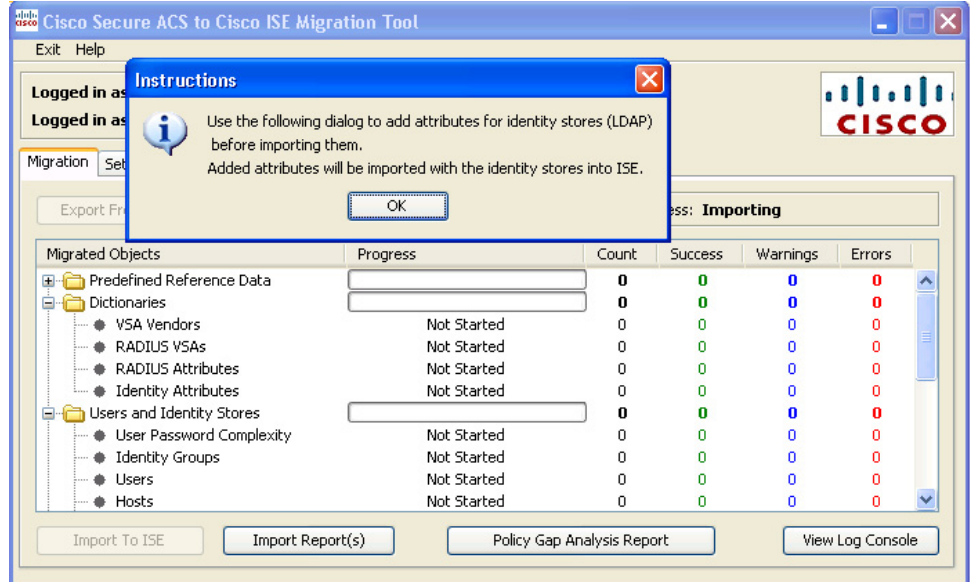 Cisco Secure ACS to Cisco ISE Migration Tool
Exit Help
Logged in as
Logged in as
CISCO
Instructions
Use the following dialog to add attributes for identity stores (LDAP)
before importing them.
Added attributes will be imported with the identity stores into ISE.
OK
Migration
Export
Importing
Migrated Objects Progress Count Success Warnings Errors
Predefined Reference Data 0 0 0 0
Dictionaries 0 0 0 0
VSA Vendors Not Started 0 0 0 0
RADIUS VSAs Not Started 0 0 0 0
RADIUS Attributes Not Started 0 0 0 0
Identity Attributes Not Started 0 0 0 0
Users and Identity Stores 0 0 0 0
User Password Complexity Not Started 0 0 0 0
Identity Groups Not Started 0 0 0 0
Users Not Started 0 0 0 0
Hosts Not Started 0 0 0 0
Import To ISE Import Report(s) Policy Gap Analysis Report View Log Console